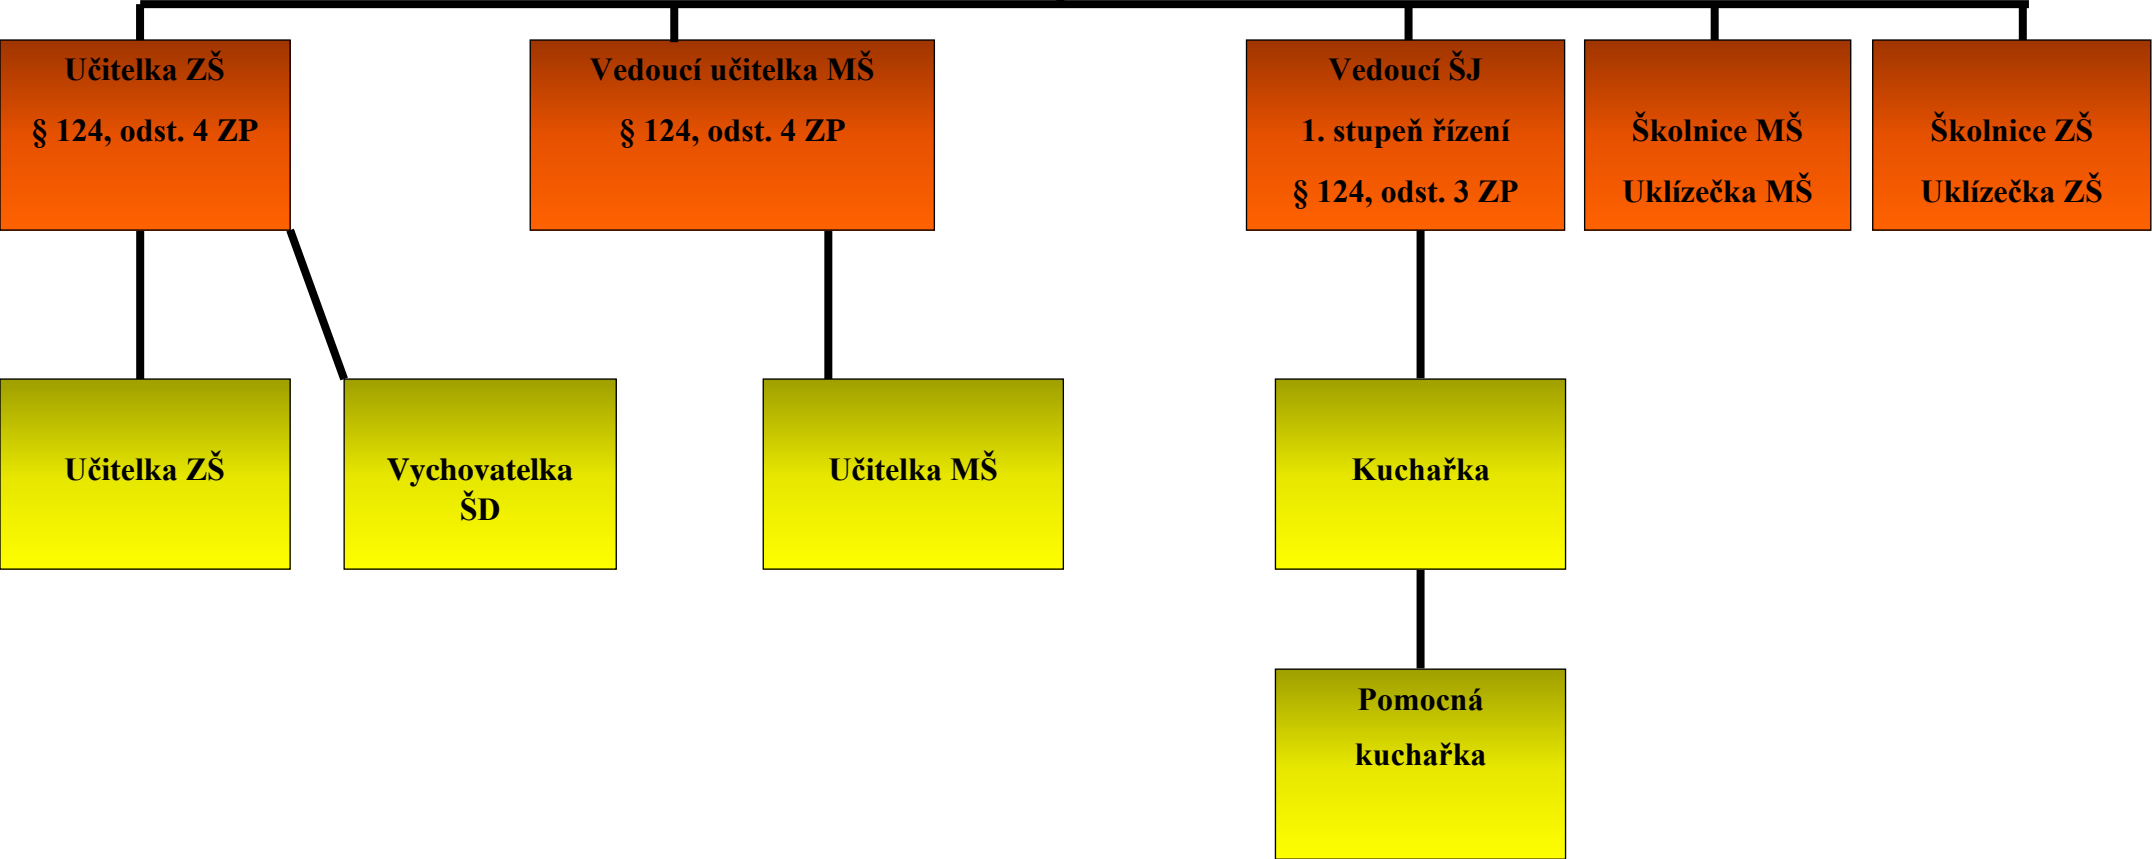 Učitelka ZŠ
§ 124, odst. 4 ZP
Vedoucí učitelka MŠ
§ 124, odst. 4 ZP
Vedoucí ŠJ
1. stupeň řízení
§ 124, odst. 3 ZP
Školnice MŠ
Uklízečka MŠ
Školnice ZŠ
Uklízečka ZŠ
Učitelka ZŠ
Vychovatelka
ŠD
Učitelka MŠ
Kuchařka
Pomocná
kuchařka